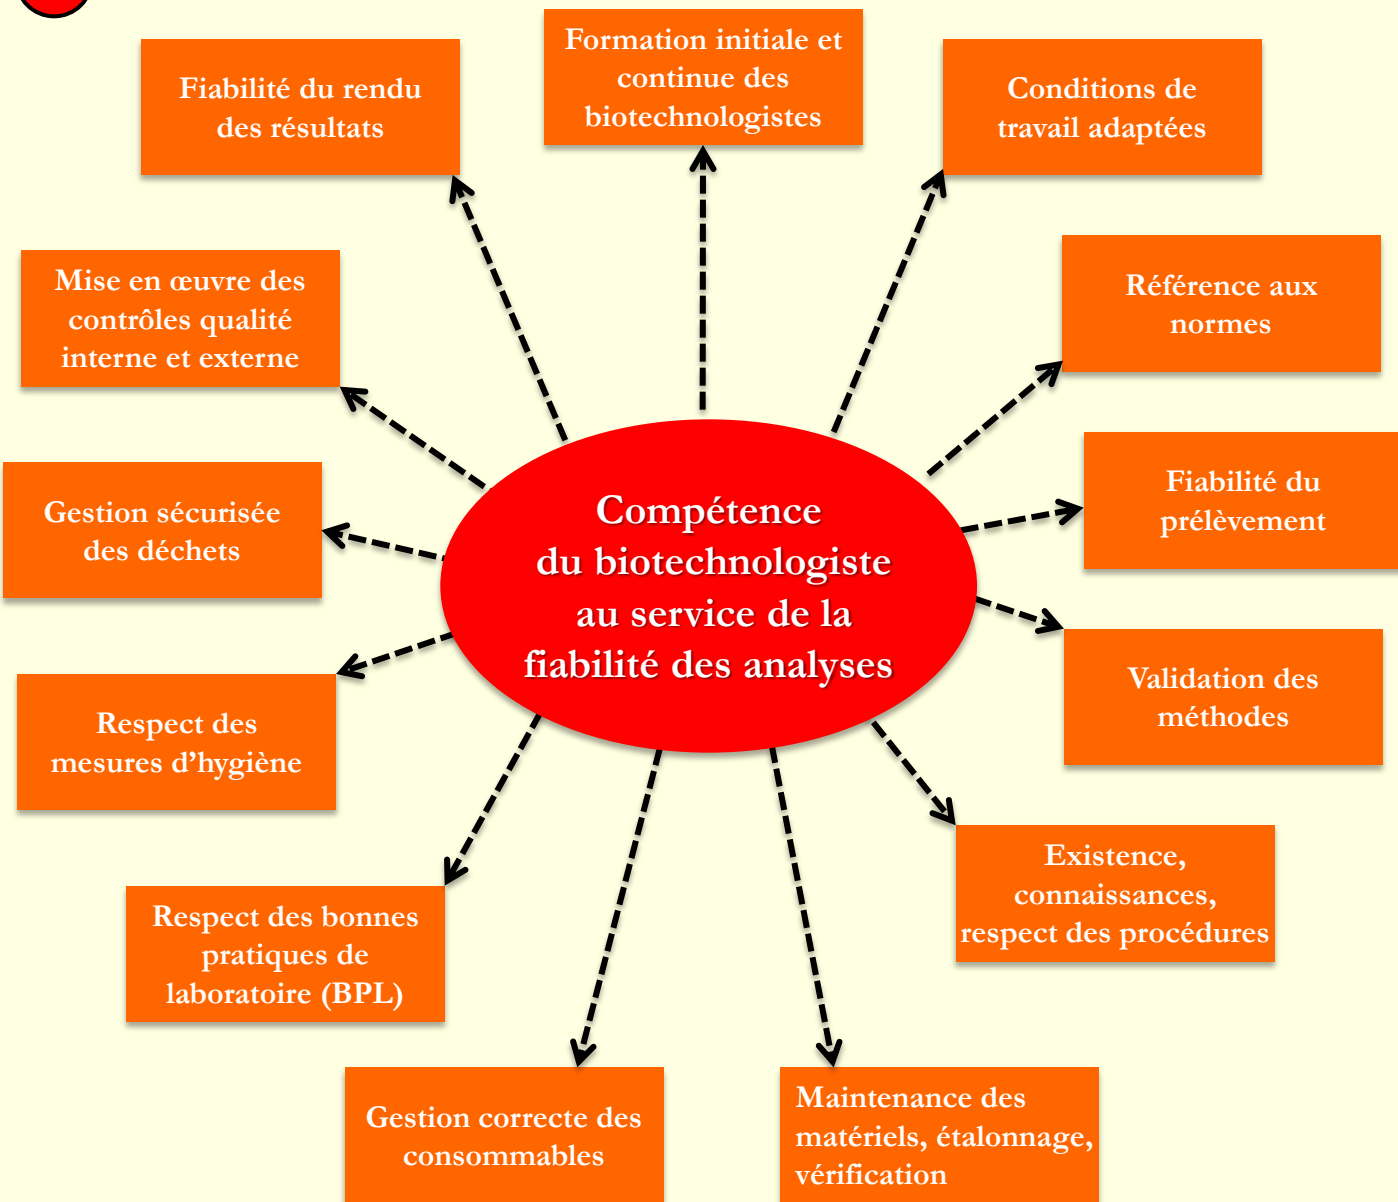 Formation initiale et
continue des
biotechnologistes
Fiabilité du rendu
des résultats
Conditions de
travail adaptées
Mise en œuvre des
contrôles qualité
interne et externe
Référence aux
normes
Gestion sécurisée
des déchets
Compétence
du biotechnologiste
au service de la
fiabilité des analyses
Fiabilité du
prélèvement
Respect des
mesures d’hygiène
Validation des
méthodes
Respect des bonnes
pratiques de
laboratoire (BPL)
Existence,
connaissances,
respect des procédures
Gestion correcte des
consommables
Maintenance des
matériels, étalonnage,
vérification